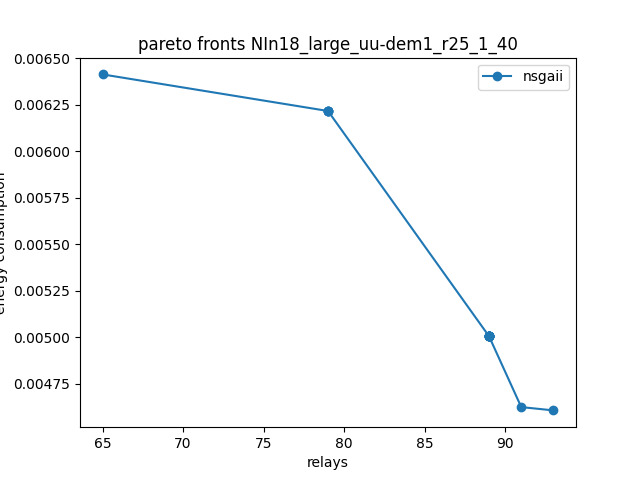 pareto fronts NIn18_large_uu-dem1_r25_1_40
nsgaii
0.00650
0.00625
0.00600
0.00575
0.00550
0.00525
0.00500
0.00475
energy consumption
65 70 75 80 85 90
relays